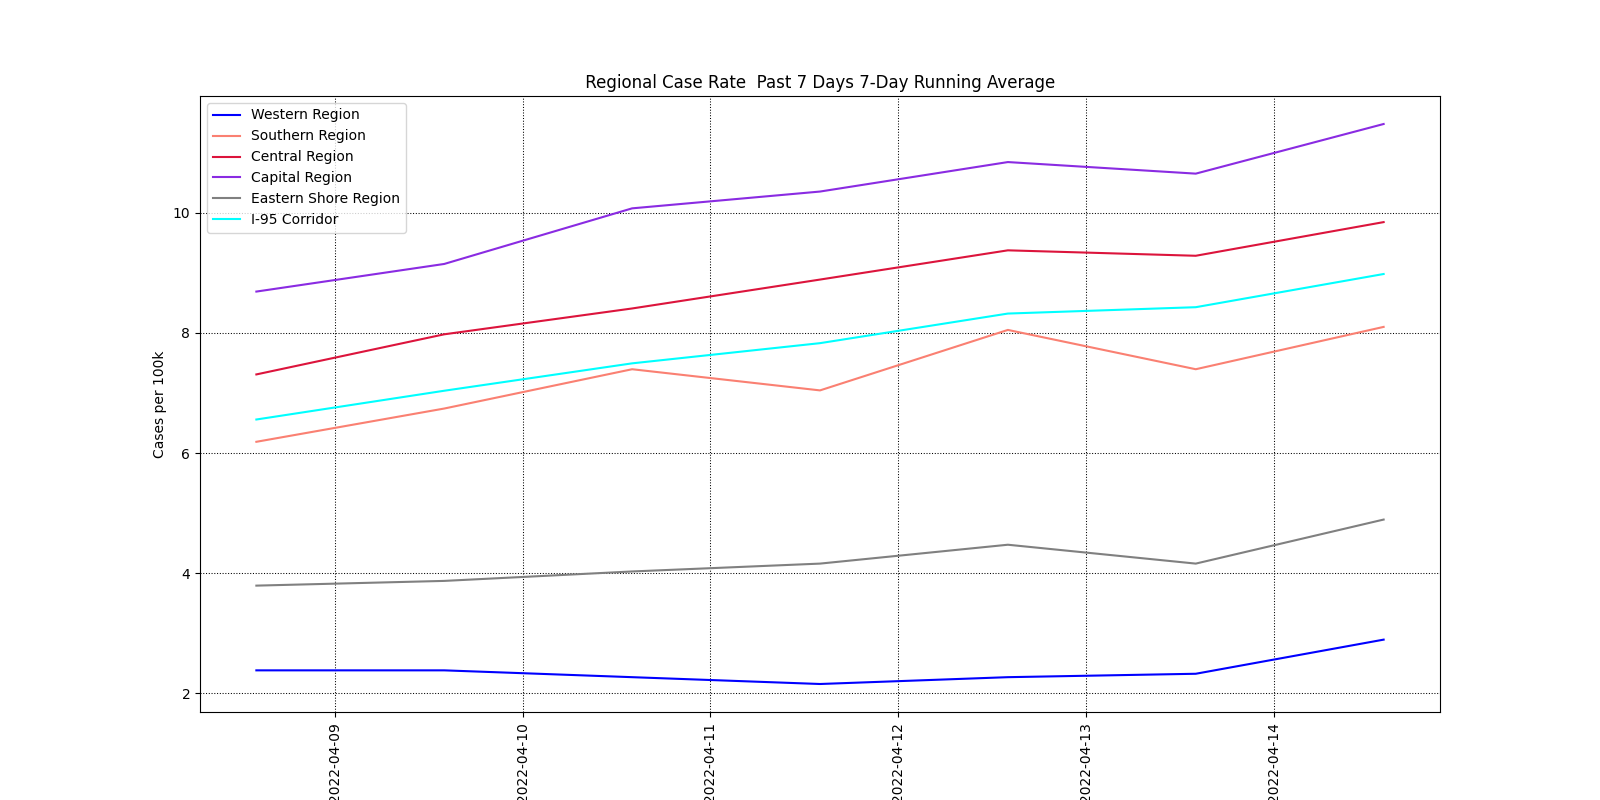 Regional Case Rate  Past 7 Days 7-Day Running Average
Western Region
Southern Region
Central Region
Capital Region
Eastern Shore Region
I-95 Corridor
Cases per 100k
10
8
6
4
2
2022-04-09
2022-04-10
2022-04-11
2022-04-12
2022-04-13
2022-04-14